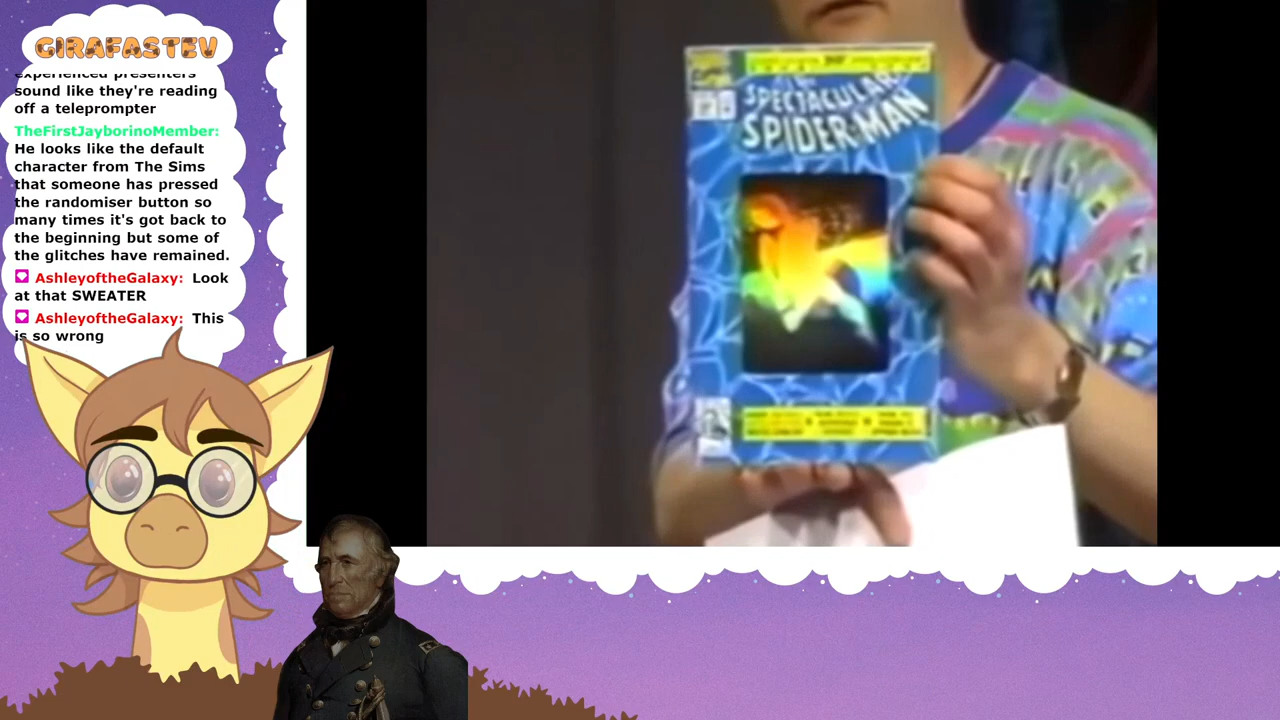 GIRAFASTEV
experienced presenters
sound like they're reading
off a teleprompter
TheFirstJayborinoMember:
He looks like the default
character from The Sims
that someone has pressed
the randomiser button so
many times it's got back to
the beginning but some of
the glitches have remained.
AshleyoftheGalaxy: Look
at that SWEATER
AshleyoftheGalaxy: This
is so wrong
THE
SPECTACULAR
SPIDER-MAN